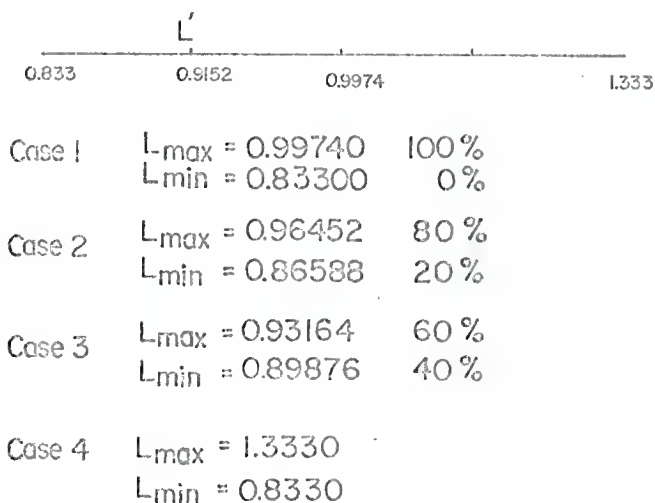 L′
0.833 0.9152 0.9974 1.333
Case 1 Lmax = 0.99740 100%
Lmin = 0.83300 0%
Case 2 Lmax = 0.96452 80%
Lmin = 0.86588 20%
Case 3 Lmax = 0.93164 60%
Lmin = 0.89876 40%
Case 4 Lmax = 1.3330
Lmin = 0.8330